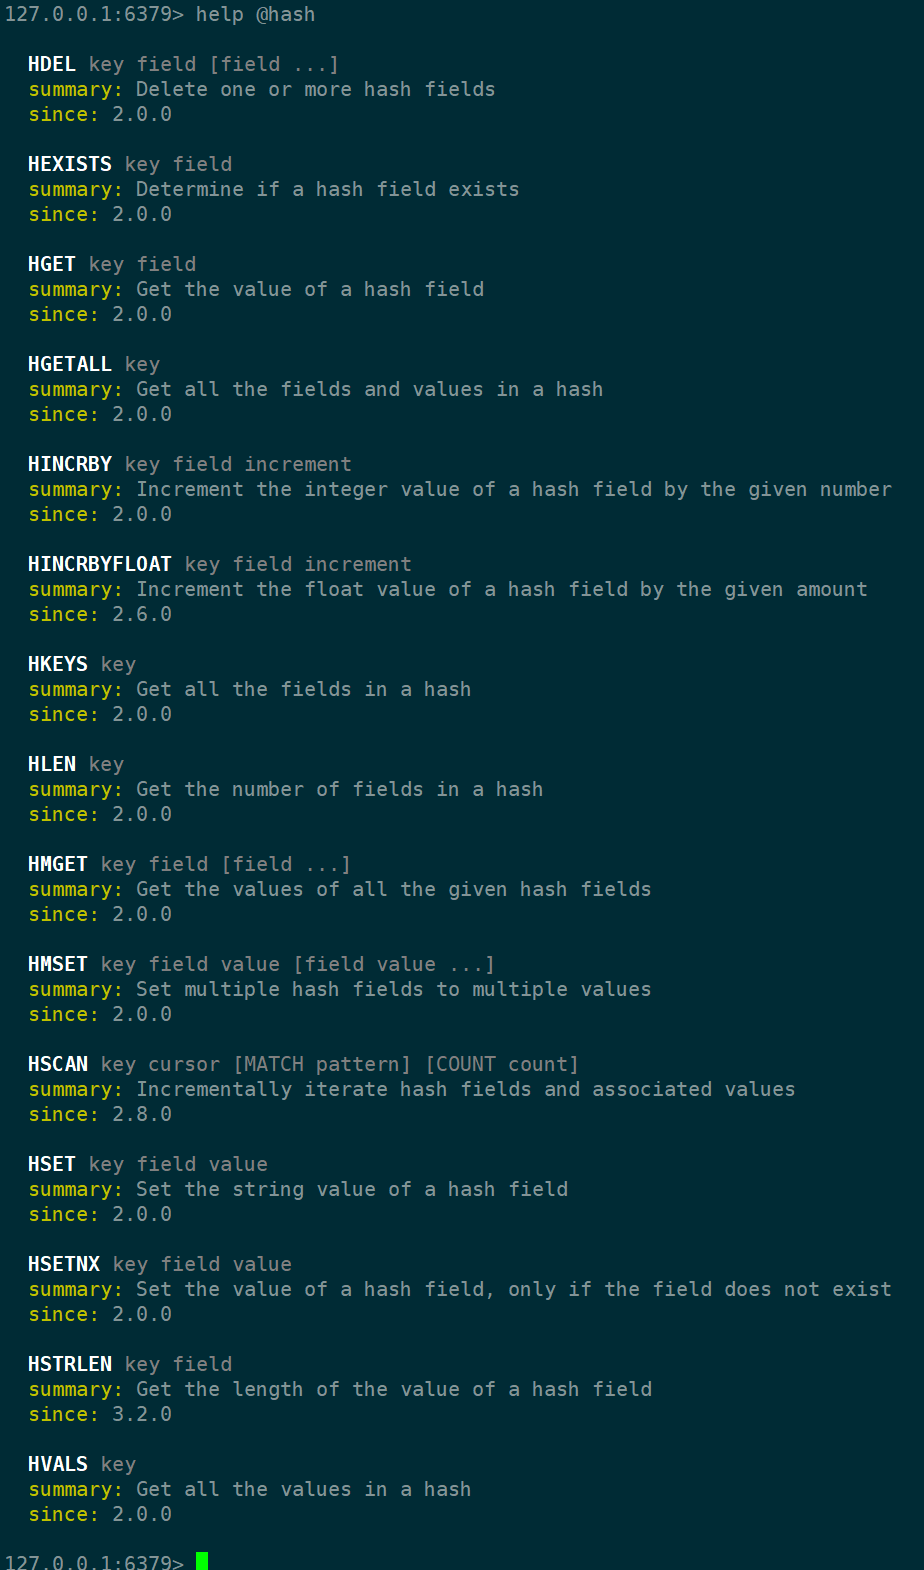 127.0.0.1:6379> help @hash
HDEL key field [field ...]
summary: Delete one or more hash fields
since: 2.0.0
HEXISTS key field
summary: Determine if a hash field exists
since: 2.0.0
HGET key field
summary: Get the value of a hash field
since: 2.0.0
HGETALL key
summary: Get all the fields and values in a hash
since: 2.0.0
HINCRBY key field increment
summary: Increment the integer value of a hash field by the given number
since: 2.0.0
HINCRBYFLOAT key field increment
summary: Increment the float value of a hash field by the given amount
since: 2.6.0
HKEYS key
summary: Get all the fields in a hash
since: 2.0.0
HLEN key
summary: Get the number of fields in a hash
since: 2.0.0
HMGET key field [field ...]
summary: Get the values of all the given hash fields
since: 2.0.0
HMSET key field value [field value ...]
summary: Set multiple hash fields to multiple values
since: 2.0.0
HSCAN key cursor [MATCH pattern] [COUNT count]
summary: Incrementally iterate hash fields and associated values
since: 2.8.0
HSET key field value
summary: Set the string value of a hash field
since: 2.0.0
HSETNX key field value
summary: Set the value of a hash field, only if the field does not exist
since: 2.0.0
HSTRLEN key field
summary: Get the length of the value of a hash field
since: 3.2.0
HVALS key
summary: Get all the values in a hash
since: 2.0.0
127.0.0.1:6379>